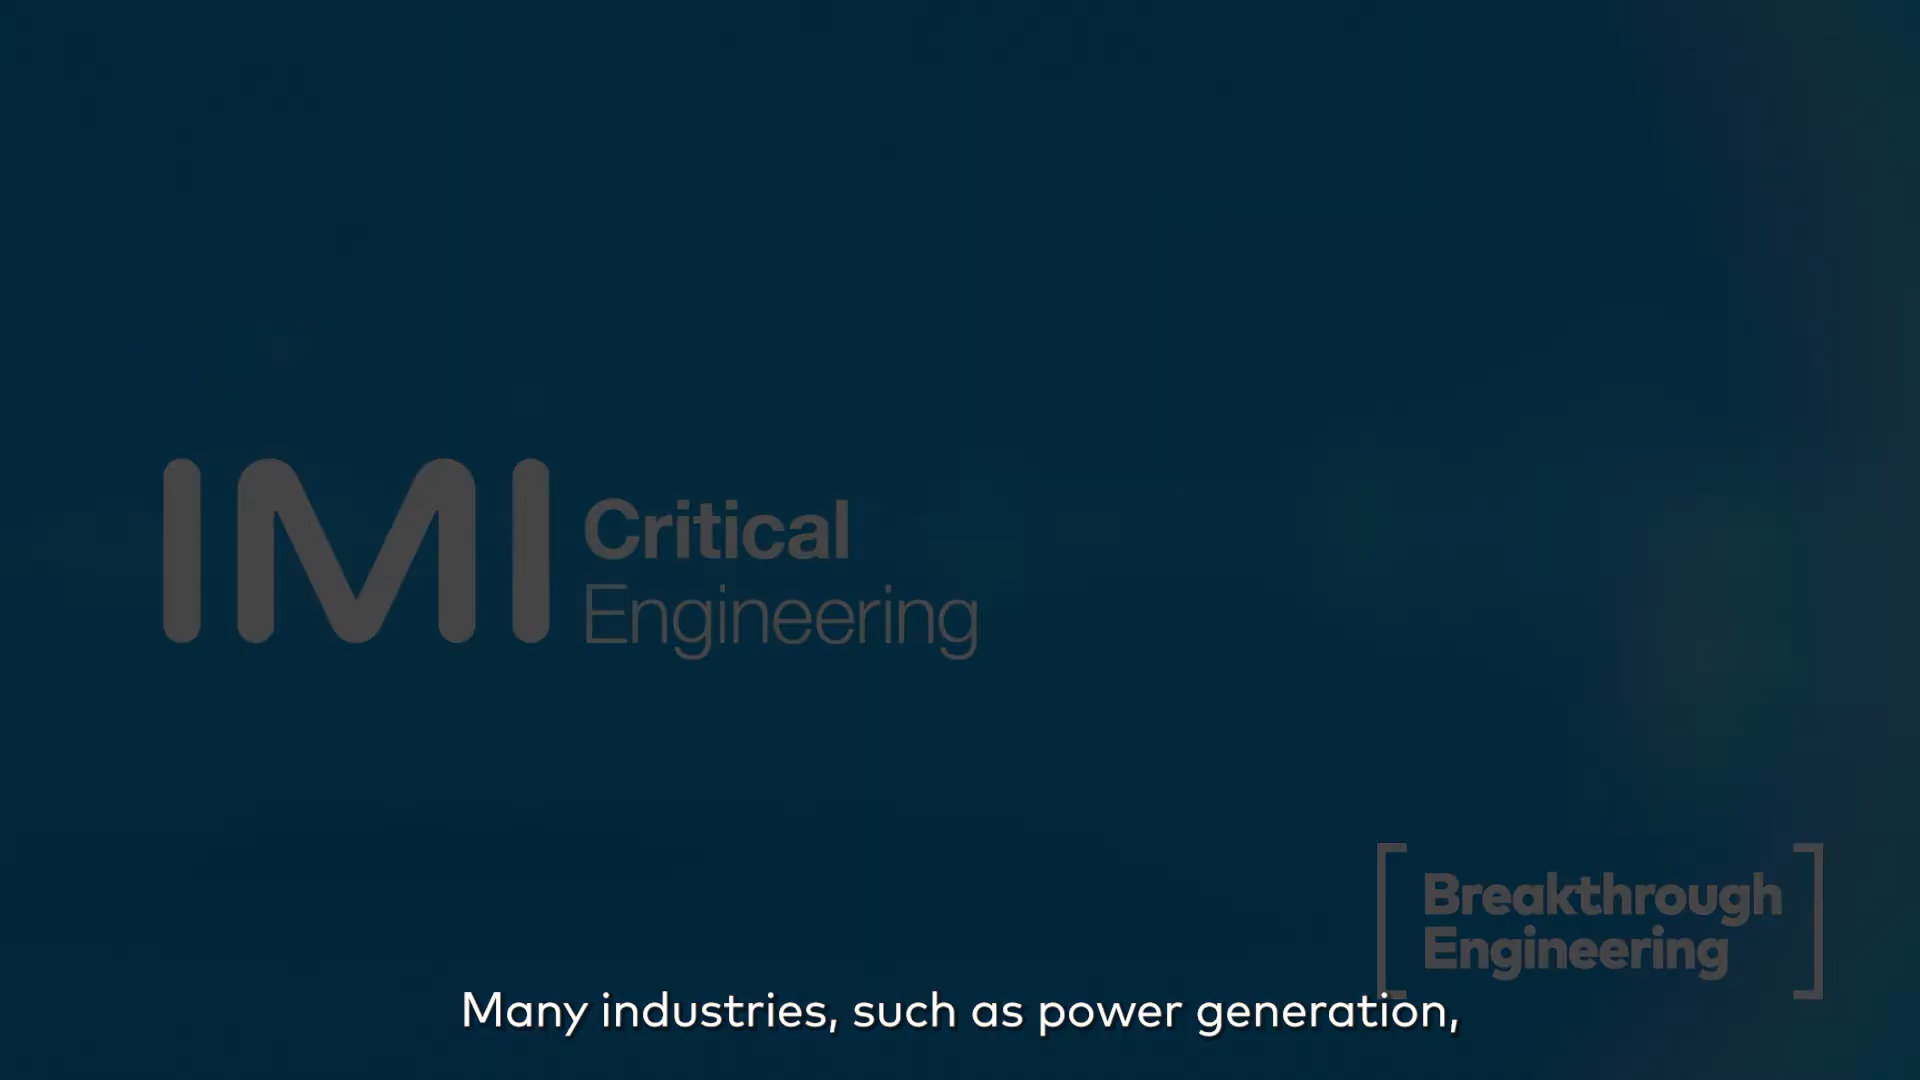 IMI
Critical
Engineering
Breakthrough
Engineering
Many industries, such as power generation,